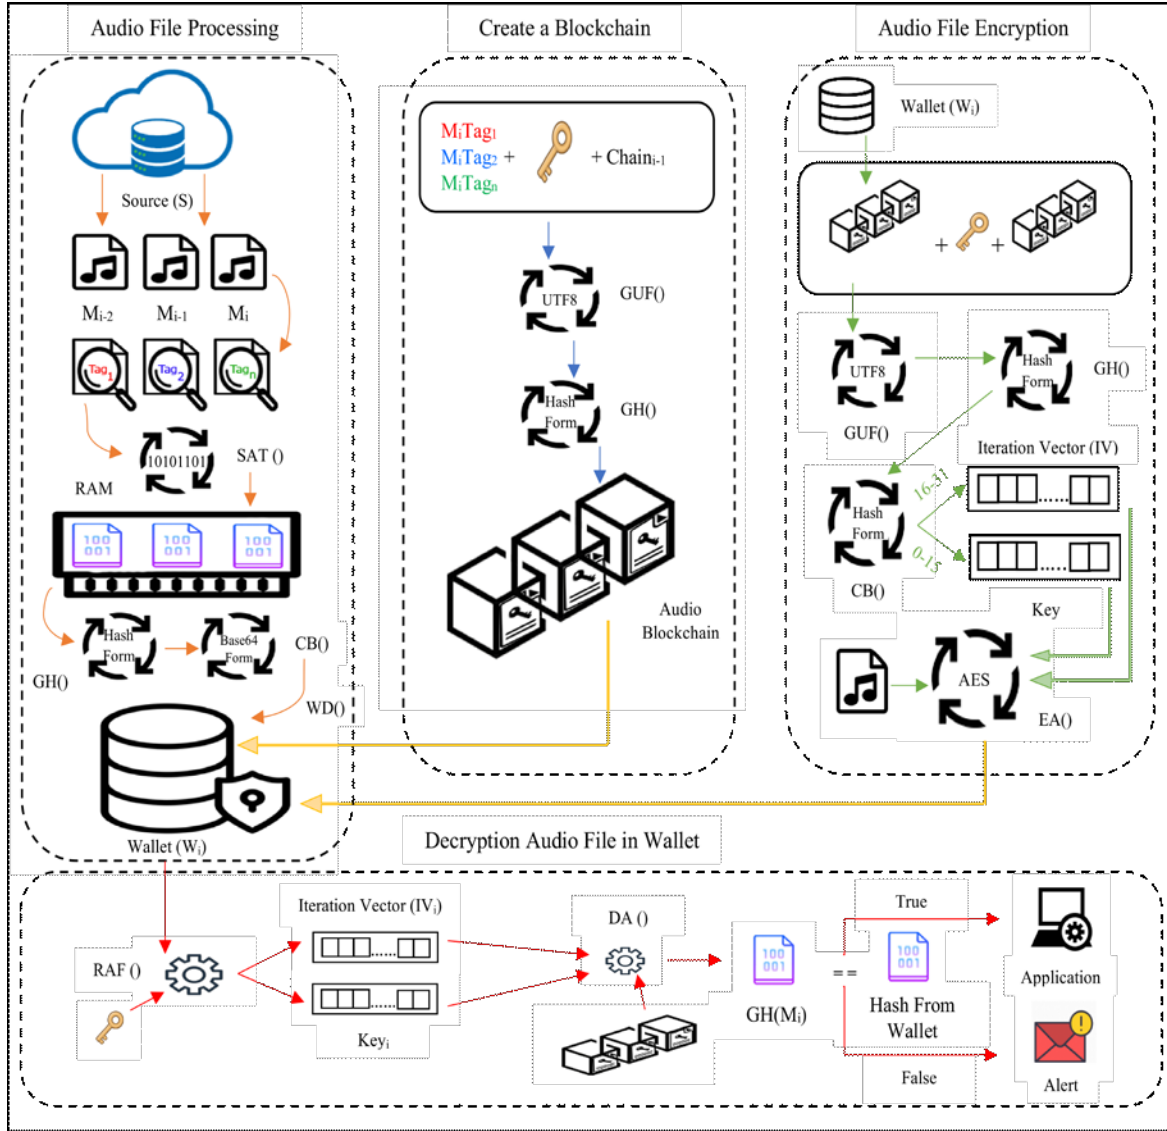 Audio File Processing
Source (S)
Mi-2
Mi-1
Mi
Tag1
Tag2
Tagn
10101101
SAT ()
RAM
100
001
100
001
100
001
Hash
Form
Base64
Form
CB()
GH()
WD()
Wallet (Wi)
Create a Blockchain
MiTag1
MiTag2 + + Chaini-1
MiTagn
UTF8
GUF()
Hash
Form
GH()
Audio
Blockchain
Audio File Encryption
Wallet (Wi)
+ +
UTF8
GUF()
Hash
Form
GH()
Iteration Vector (IV)
16-31
......
Hash
Form
0-15
......
CB()
Key
AES
EA()
Decryption Audio File in Wallet
RAF ()
Iteration Vector (IVi)
......
......
Keyi
DA ()
100
001
GH(Mi)
==
True
100
001
Hash From
Wallet
False
Application
Alert